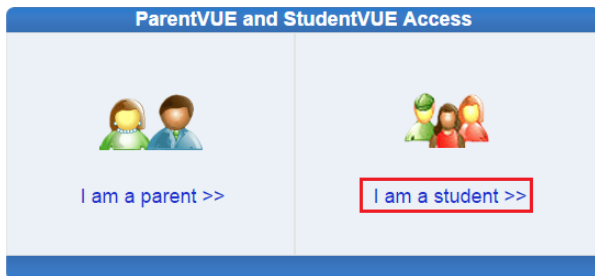 ParentVUE and StudentVUE Access
I am a parent >>
I am a student >>